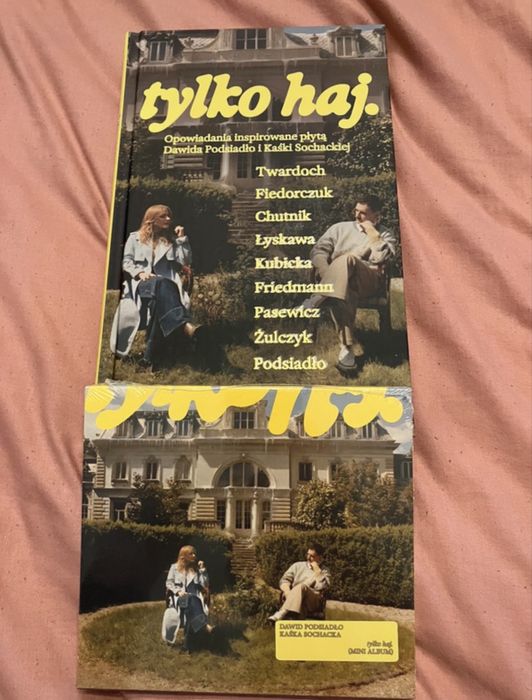 tylko haj.
Opowiadania inspirowane płytą
Dawida Podsiadło i Kaśki Sochackiej
Twardoch
Fiedorczuk
Chutnik
Łyskawa
Kubicka
Friedmann
Pasewicz
Żulczyk
Podsiadło
DAWID PODSIADŁO
KAŚKA SOCHACKA
tylko haj.
(MINI ALBUM)